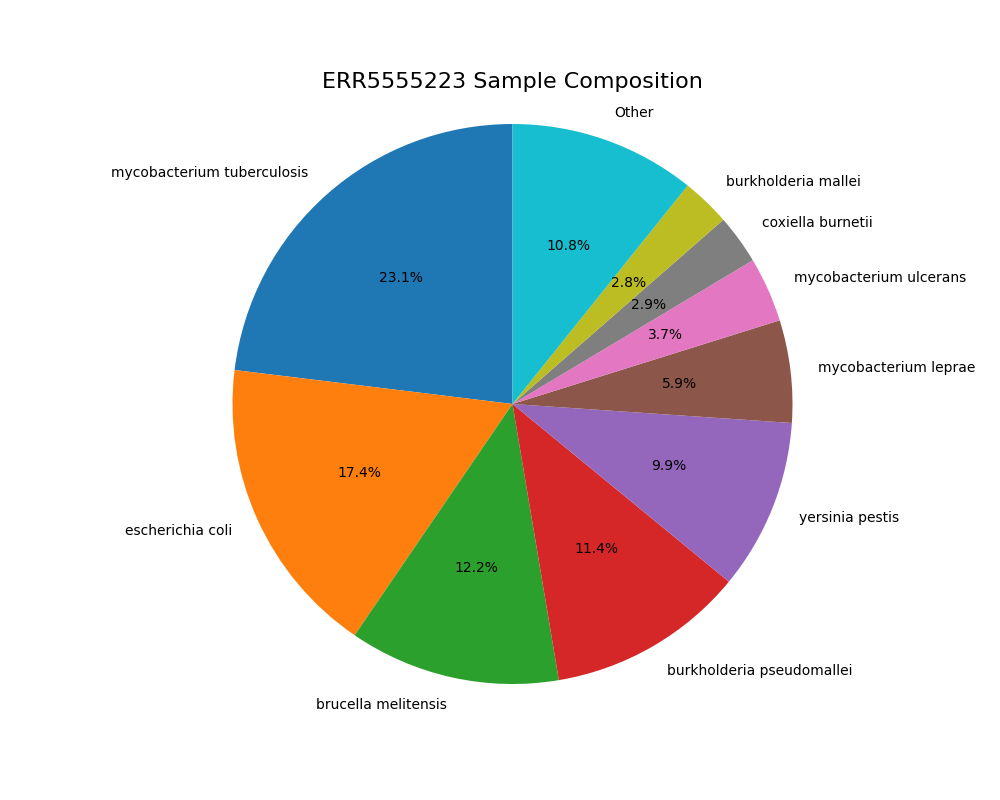 ERR5555223 Sample Composition
Other
10.8%
burkholderia mallei
2.8%
coxiella burnetii
2.9%
mycobacterium ulcerans
3.7%
mycobacterium leprae
5.9%
yersinia pestis
9.9%
burkholderia pseudomallei
11.4%
brucella melitensis
12.2%
escherichia coli
17.4%
mycobacterium tuberculosis
23.1%